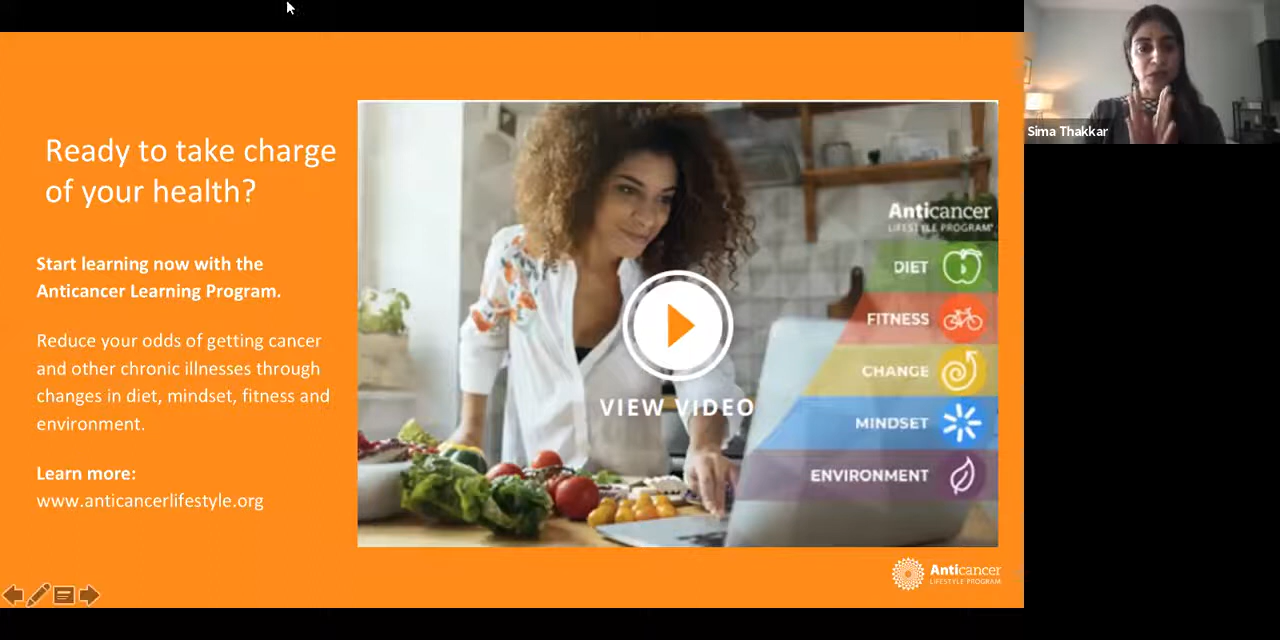 Ready to take charge
of your health?
Start learning now with the
Anticancer Learning Program.
Reduce your odds of getting cancer
and other chronic illnesses through
changes in diet, mindset, fitness and
environment.
Learn more:
www.anticancerlifestyle.org
VIEW VIDEO
Anticancer
LIFESTYLE PROGRAM
DIET
FITNESS
CHANGE
MINDSET
ENVIRONMENT
Anticancer
LIFESTYLE PROGRAM
Sima Thakkar